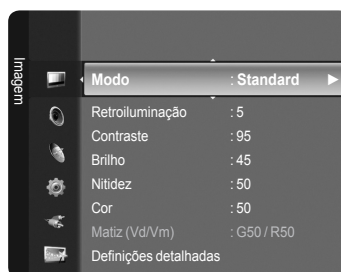 Imagem
Modo : Standard
Retroiluminação : 5
Contraste : 95
Brilho : 45
Nitidez : 50
Cor : 50
Matiz (Vd/Vm) : G50 / R50
Definições detalhadas